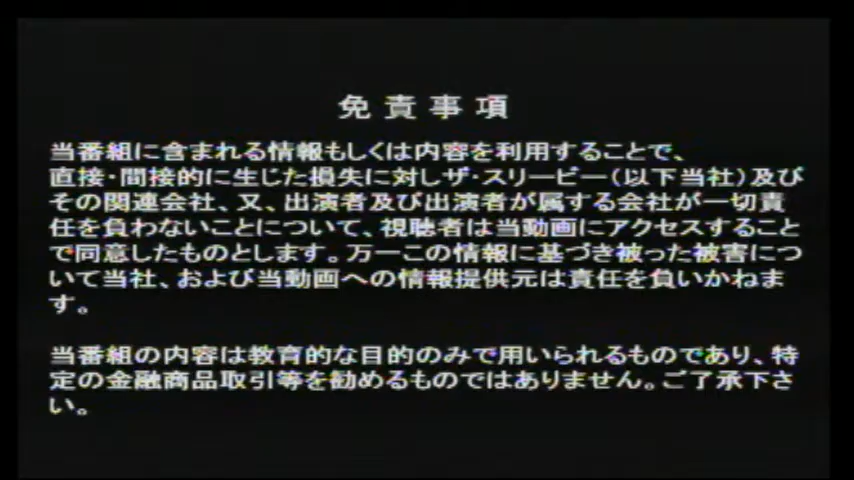 免責事項
当番組に含まれる情報もしくは内容を利用することで、
直接・間接的に生じた損失に対しザ・スリービー（以下当社）及び
その関連会社、又、出演者及び出演者が属する会社が一切責
任を負わないことについて、視聴者は当動画にアクセスすること
で同意したものとします。万一この情報に基づき被った被害につ
いて当社、および当動画への情報提供元は責任を負いかねま
す。
当番組の内容は教育的な目的のみで用いられるものであり、特
定の金融商品取引等を勧めるものではありません。ご了承下さ
い。